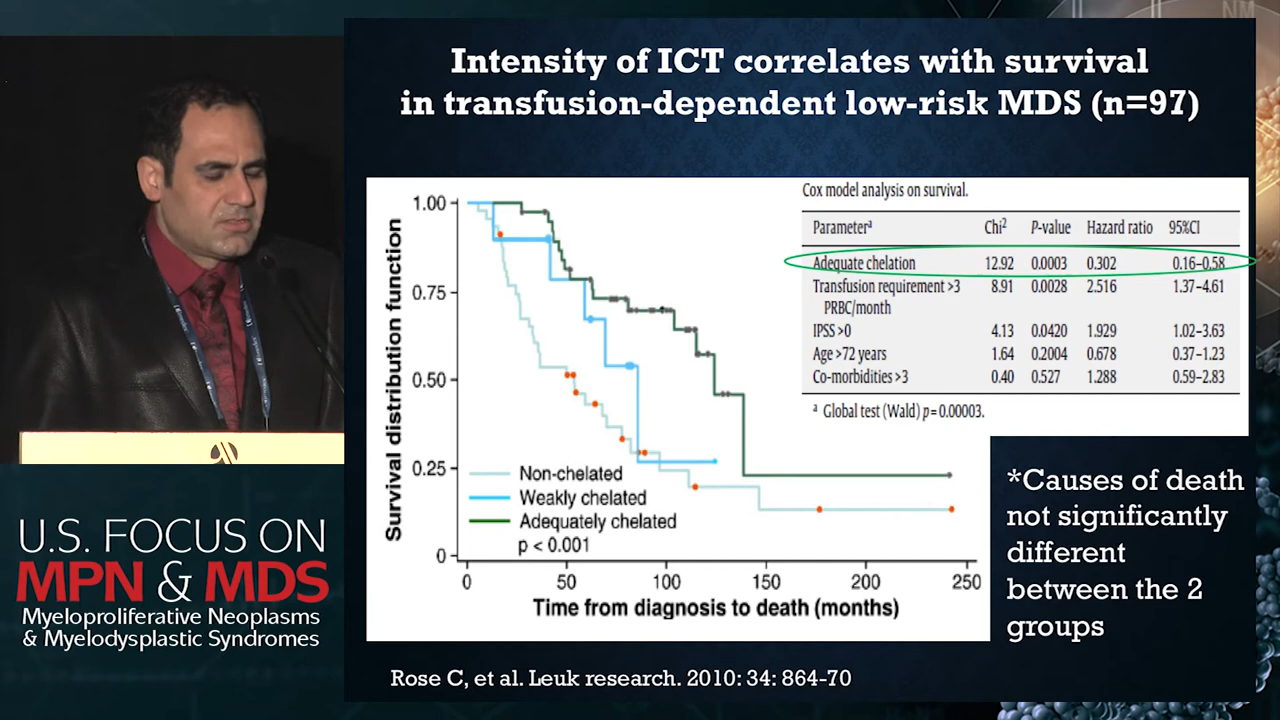 Intensity of ICT correlates with survival
in transfusion-dependent low-risk MDS (n=97)
Cox model analysis on survival.
Parameterᵃ Chi² P-value Hazard ratio 95%CI
Adequate chelation 12.92 0.0003 0.302 0.16–0.58
Transfusion requirement >3 8.91 0.0028 2.516 1.37–4.61
PRBC/month
IPSS >0 4.13 0.0420 1.929 1.02–3.63
Age >72 years 1.64 0.2004 0.678 0.37–1.23
Co-morbidities >3 0.40 0.527 1.288 0.59–2.83
ᵃ Global test (Wald) p = 0.00003.
Survival distribution function
1.00
0.75
0.50
0.25
0
Non-chelated
Weakly chelated
Adequately chelated
p < 0.001
0 50 100 150 200 250
Time from diagnosis to death (months)
*Causes of death
not significantly
different
between the 2
groups
Rose C, et al. Leuk research. 2010: 34: 864-70
U.S. FOCUS ON
MPN & MDS
Myeloproliferative Neoplasms
& Myelodysplastic Syndromes
NM